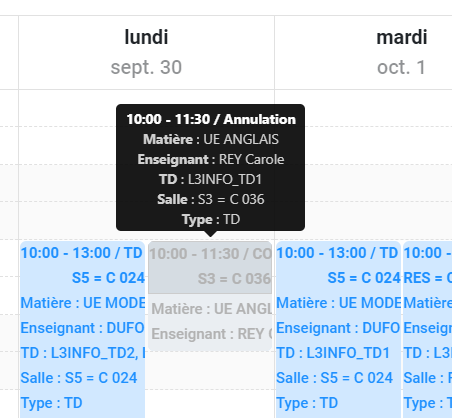 lundi
mardi
sept. 30
oct. 1
10:00 - 11:30 / Annulation
Matière : UE ANGLAIS
Enseignant : REY Carole
TD : L3INFO_TD1
Salle : S3 = C 036
Type : TD
10:00 - 13:00 / TD
S5 = C 024
Matière : UE MODE
Enseignant : DUFO
TD : L3INFO_TD2,
Salle : S5 = C 024
Type : TD
10:00 - 11:30 / CO
S3 = C 036
Matière : UE ANGL
Enseignant : REY C
10:00 - 13:00 / TD
S5 = C 024
Matière : UE MODE
Enseignant : DUFO
TD : L3INFO_TD1
Salle : S5 = C 024
Type : TD
10:00 -
RES = C
Matière
Enseign
TD : L3I
Salle :
Type : T